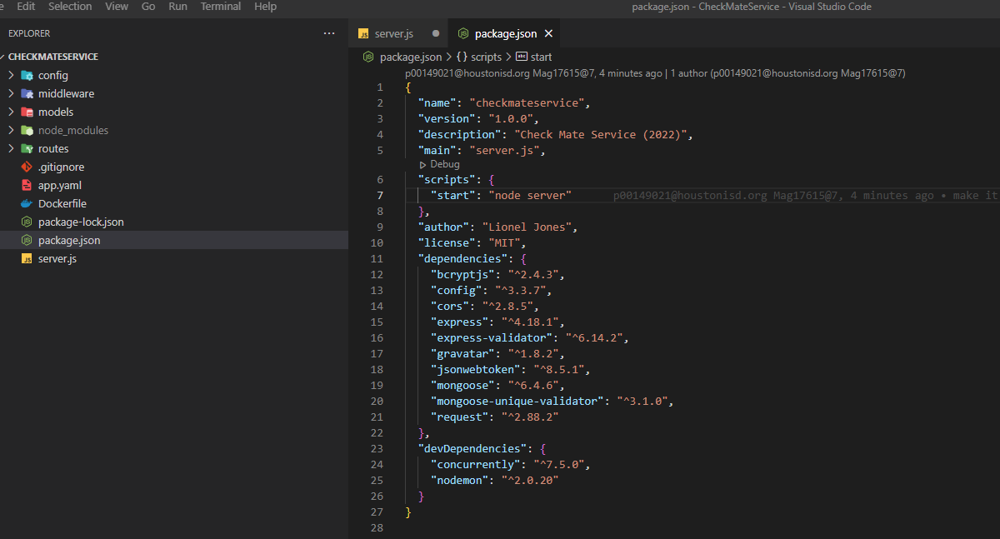 Edit Selection View Go Run Terminal Help package.json - CheckMateService - Visual Studio Code
EXPLORER ···
server.js package.json
CHECKMATESERVICE
config
middleware
models
node_modules
routes
.gitignore
app.yaml
Dockerfile
package-lock.json
package.json
server.js
package.json > {} scripts > abc start
p00149021@houstonisd.org Mag17615@7, 4 minutes ago | 1 author (p00149021@houstonisd.org Mag17615@7)
1 {
2 "name": "checkmateservice",
3 "version": "1.0.0",
4 "description": "Check Mate Service (2022)",
5 "main": "server.js",
Debug
6 "scripts": {
7 "start": "node server" p00149021@houstonisd.org Mag17615@7, 4 minutes ago • make it
8 },
9 "author": "Lionel Jones",
10 "license": "MIT",
11 "dependencies": {
12 "bcryptjs": "^2.4.3",
13 "config": "^3.3.7",
14 "cors": "^2.8.5",
15 "express": "^4.18.1",
16 "express-validator": "^6.14.2",
17 "gravatar": "^1.8.2",
18 "jsonwebtoken": "^8.5.1",
19 "mongoose": "^6.4.6",
20 "mongoose-unique-validator": "^3.1.0",
21 "request": "^2.88.2"
22 },
23 "devDependencies": {
24 "concurrently": "^7.5.0",
25 "nodemon": "^2.0.20"
26 }
27 }
28